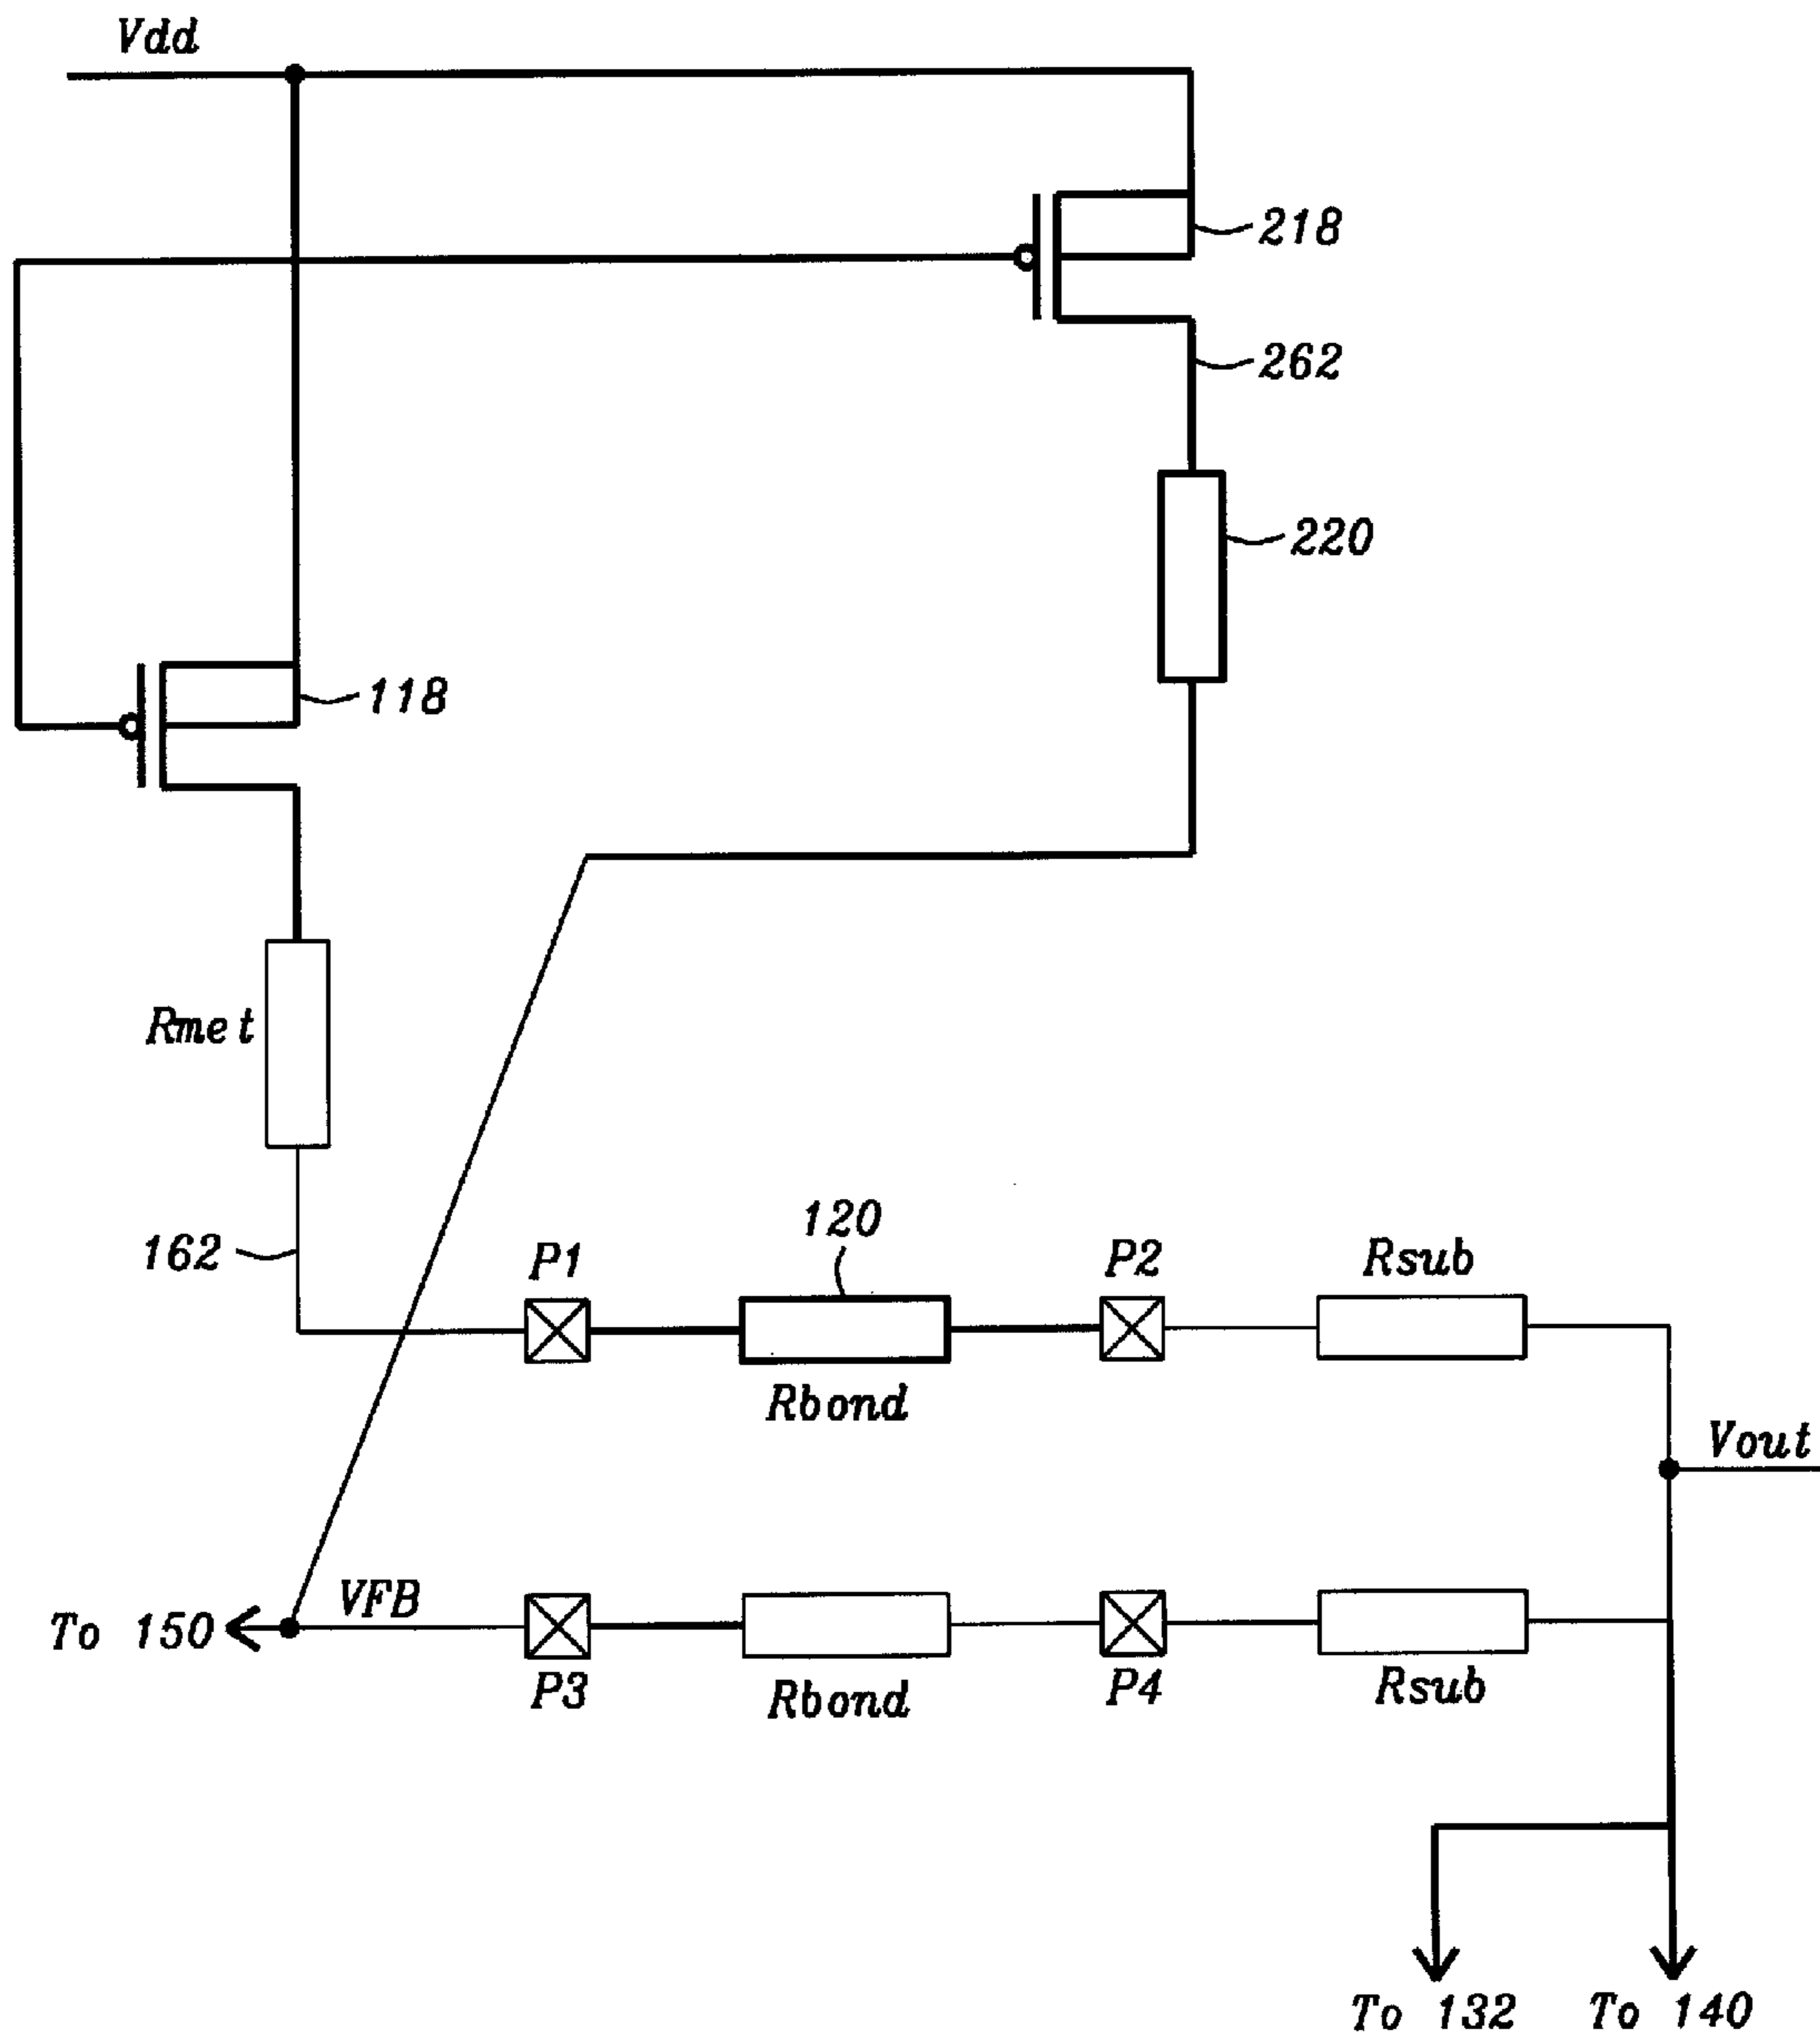 Vdd
218
262
220
118
Rmet
162
P1
120
P2
Rsub
Rbond
Vout
To 150
VFB
P3
Rbond
P4
Rsub
To 132
To 140